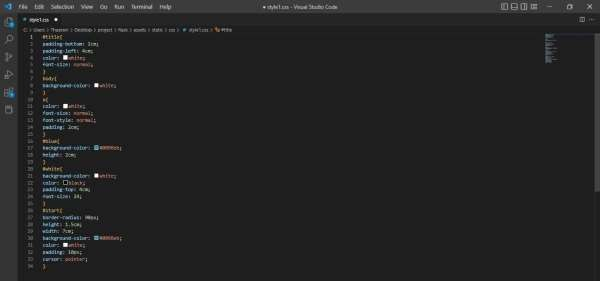 File Edit Selection View Go Run Terminal Help
style1.css - Visual Studio Code
style1.css
C: > Users > > Desktop > project > flask > assets > static > css > style1.css > #title
1 #title{
2 padding-bottom: 1cm;
3 padding-left: 4cm;
4 color: white;
5 font-size: normal;
6 }
7 body{
8 background-color: white;
9 }
10 a{
11 color: white;
12 font-size: normal;
13 font-style: normal;
14 padding: 2cm;
15 }
16 #blue{
17 background-color:
18 height: 2cm;
19 }
20 #white{
21 background-color: white;
22 color: black;
23 padding-top: 4cm;
24 font-size: 24;
25 }
26 #start{
27 border-radius:
28 height: 1.5cm;
29 width: 7cm;
30 background-color:
31 color: white;
32 padding: 10px;
33 cursor: pointer;
34 }